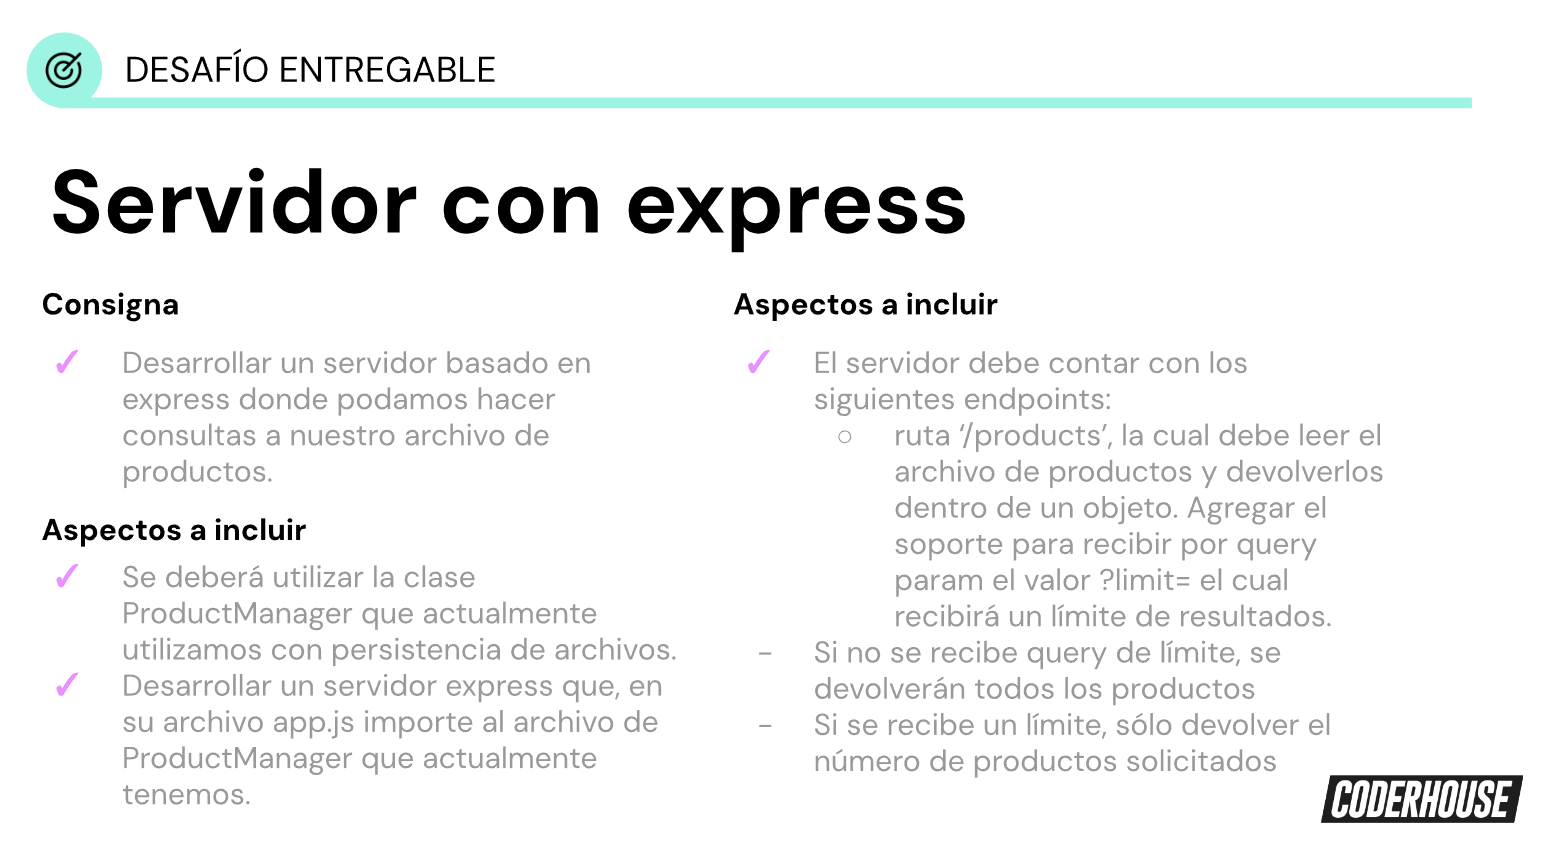 DESAFÍO ENTREGABLE
Servidor con express
Consigna
✓ Desarrollar un servidor basado en
express donde podamos hacer
consultas a nuestro archivo de
productos.
Aspectos a incluir
✓ Se deberá utilizar la clase
ProductManager que actualmente
utilizamos con persistencia de archivos.
✓ Desarrollar un servidor express que, en
su archivo app.js importe al archivo de
ProductManager que actualmente
tenemos.
Aspectos a incluir
✓ El servidor debe contar con los
siguientes endpoints:
○ ruta ‘/products’, la cual debe leer el
archivo de productos y devolverlos
dentro de un objeto. Agregar el
soporte para recibir por query
param el valor ?limit= el cual
recibirá un límite de resultados.
- Si no se recibe query de límite, se
devolverán todos los productos
- Si se recibe un límite, sólo devolver el
número de productos solicitados
CODERHOUSE